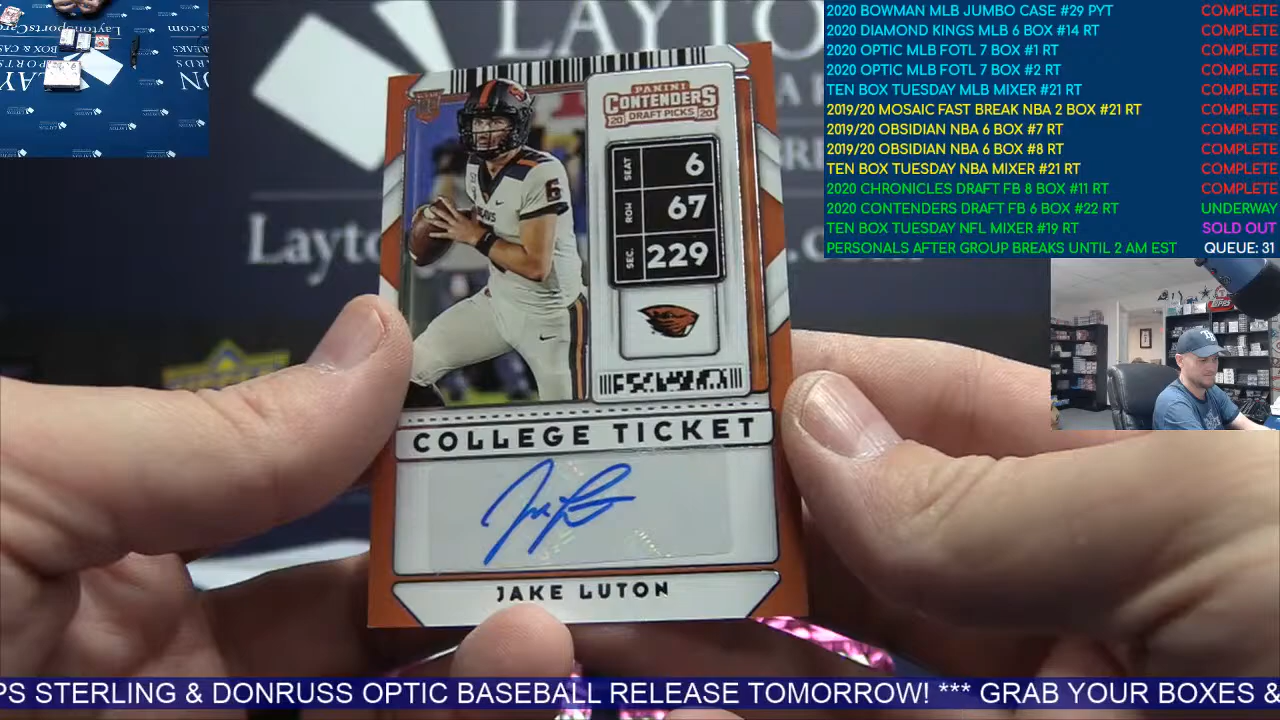 2020 BOWMAN MLB JUMBO CASE #29 PYT COMPLETE
2020 DIAMOND KINGS MLB 6 BOX #14 RT COMPLETE
2020 OPTIC MLB FOTL 7 BOX #1 RT COMPLETE
2020 OPTIC MLB FOTL 7 BOX #2 RT COMPLETE
TEN BOX TUESDAY MLB MIXER #21 RT COMPLETE
2019/20 MOSAIC FAST BREAK NBA 2 BOX #21 RT COMPLETE
2019/20 OBSIDIAN NBA 6 BOX #7 RT COMPLETE
2019/20 OBSIDIAN NBA 6 BOX #8 RT COMPLETE
TEN BOX TUESDAY NBA MIXER #21 RT COMPLETE
2020 CHRONICLES DRAFT FB 8 BOX #11 RT COMPLETE
2020 CONTENDERS DRAFT FB 6 BOX #22 RT UNDERWAY
TEN BOX TUESDAY NFL MIXER #19 RT SOLD OUT
PERSONALS AFTER GROUP BREAKS UNTIL 2 AM EST QUEUE: 31
PANINI
CONTENDERS
20 DRAFT PICKS 20
SEAT 6
ROW 67
SEC. 229
6
COLLEGE TICKET
JAKE LUTON
PS STERLING & DONRUSS OPTIC BASEBALL RELEASE TOMORROW! *** GRAB YOUR BOXES &